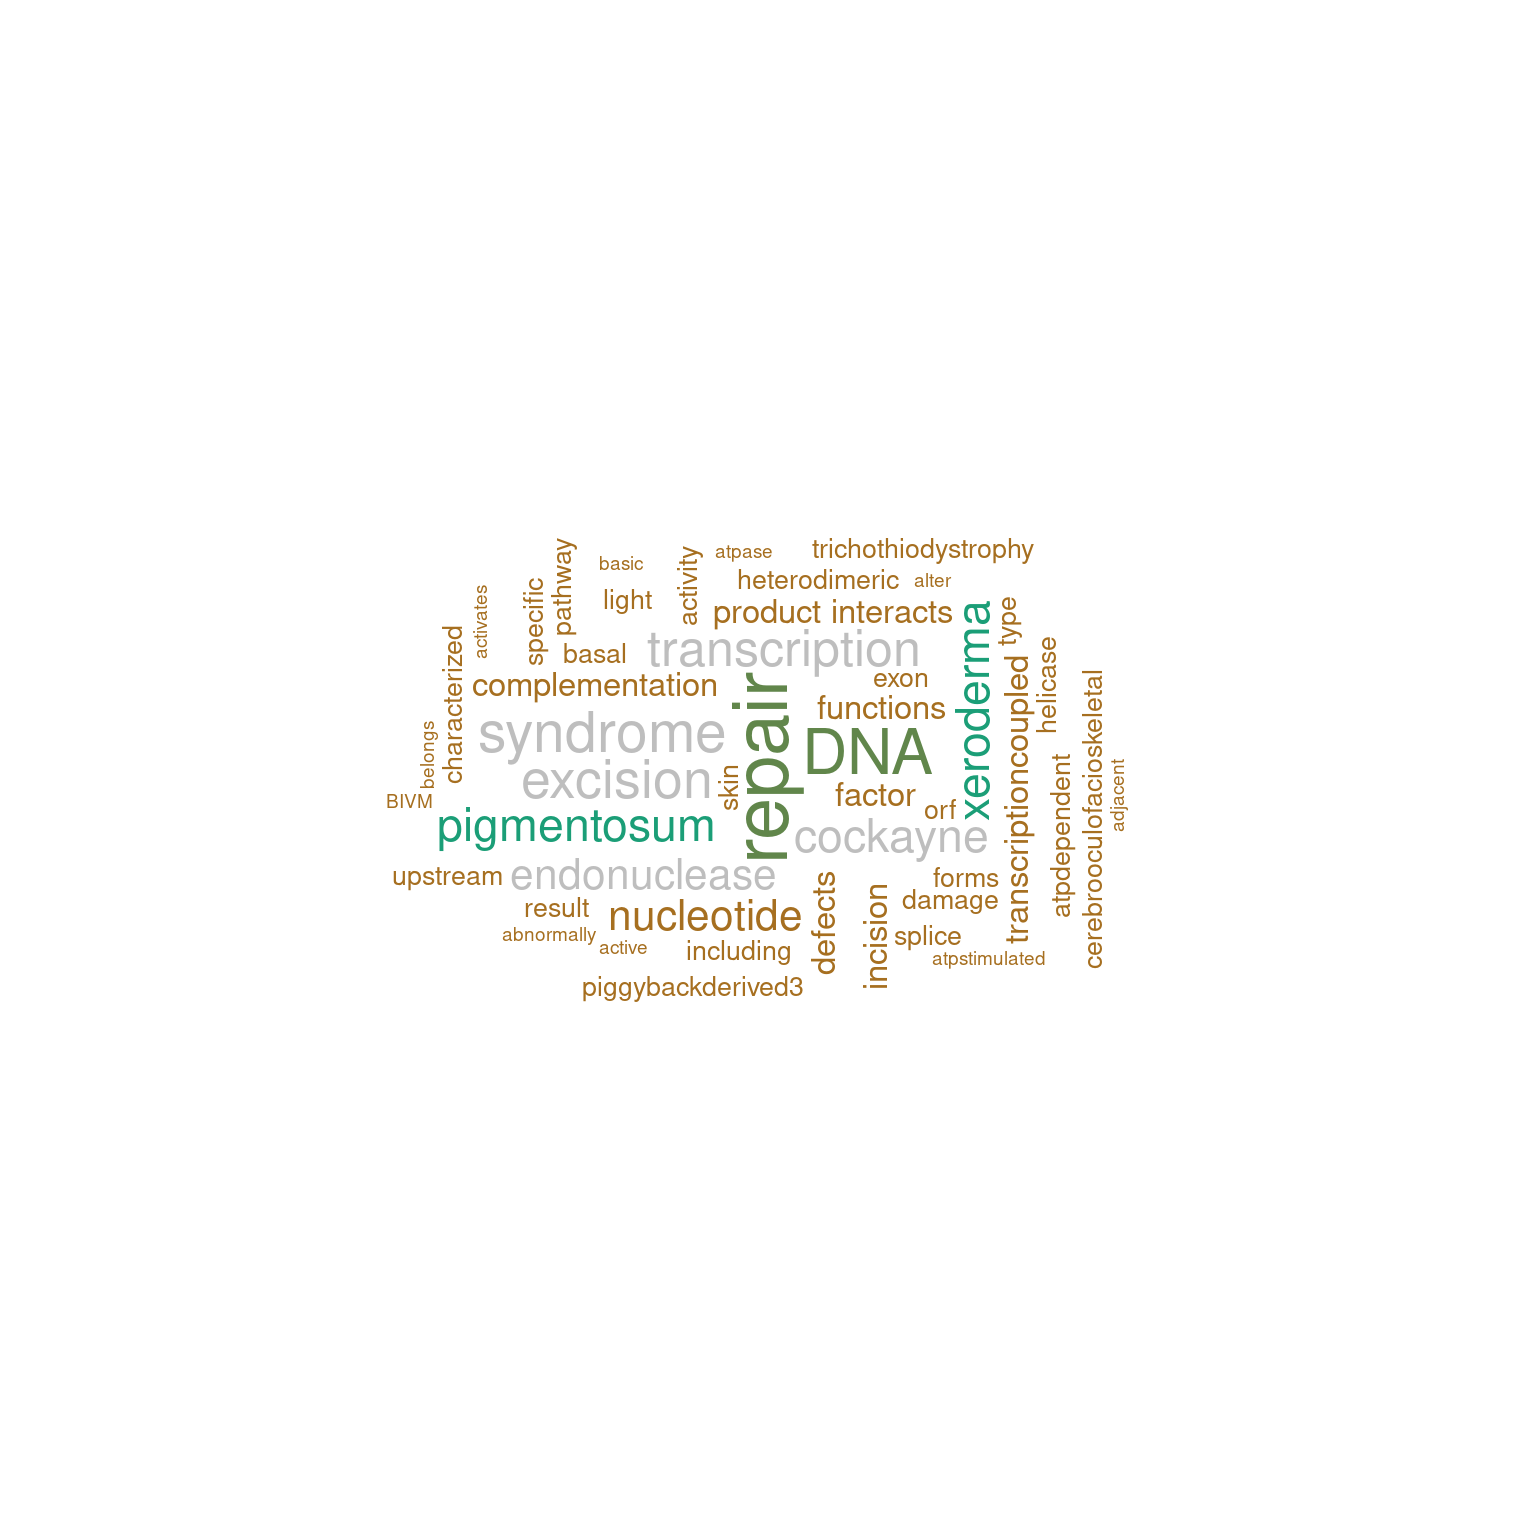 pathway
basic
activity
atpase
trichothiodystrophy
specific
light
heterodimeric
alter
activates
product interacts
type
xeroderma
characterized
basal
transcription
helicase
complementation
exon
transcriptioncoupled
cerebrooculofacioskeletal
belongs
syndrome
repair
functions
DNA
excision
skin
factor
atpdependent
adjacent
BIVM
orf
pigmentosum
cockayne
upstream
endonuclease
forms
damage
result
nucleotide
defects
incision
splice
abnormally
active
including
atpstimulated
piggybackderived3